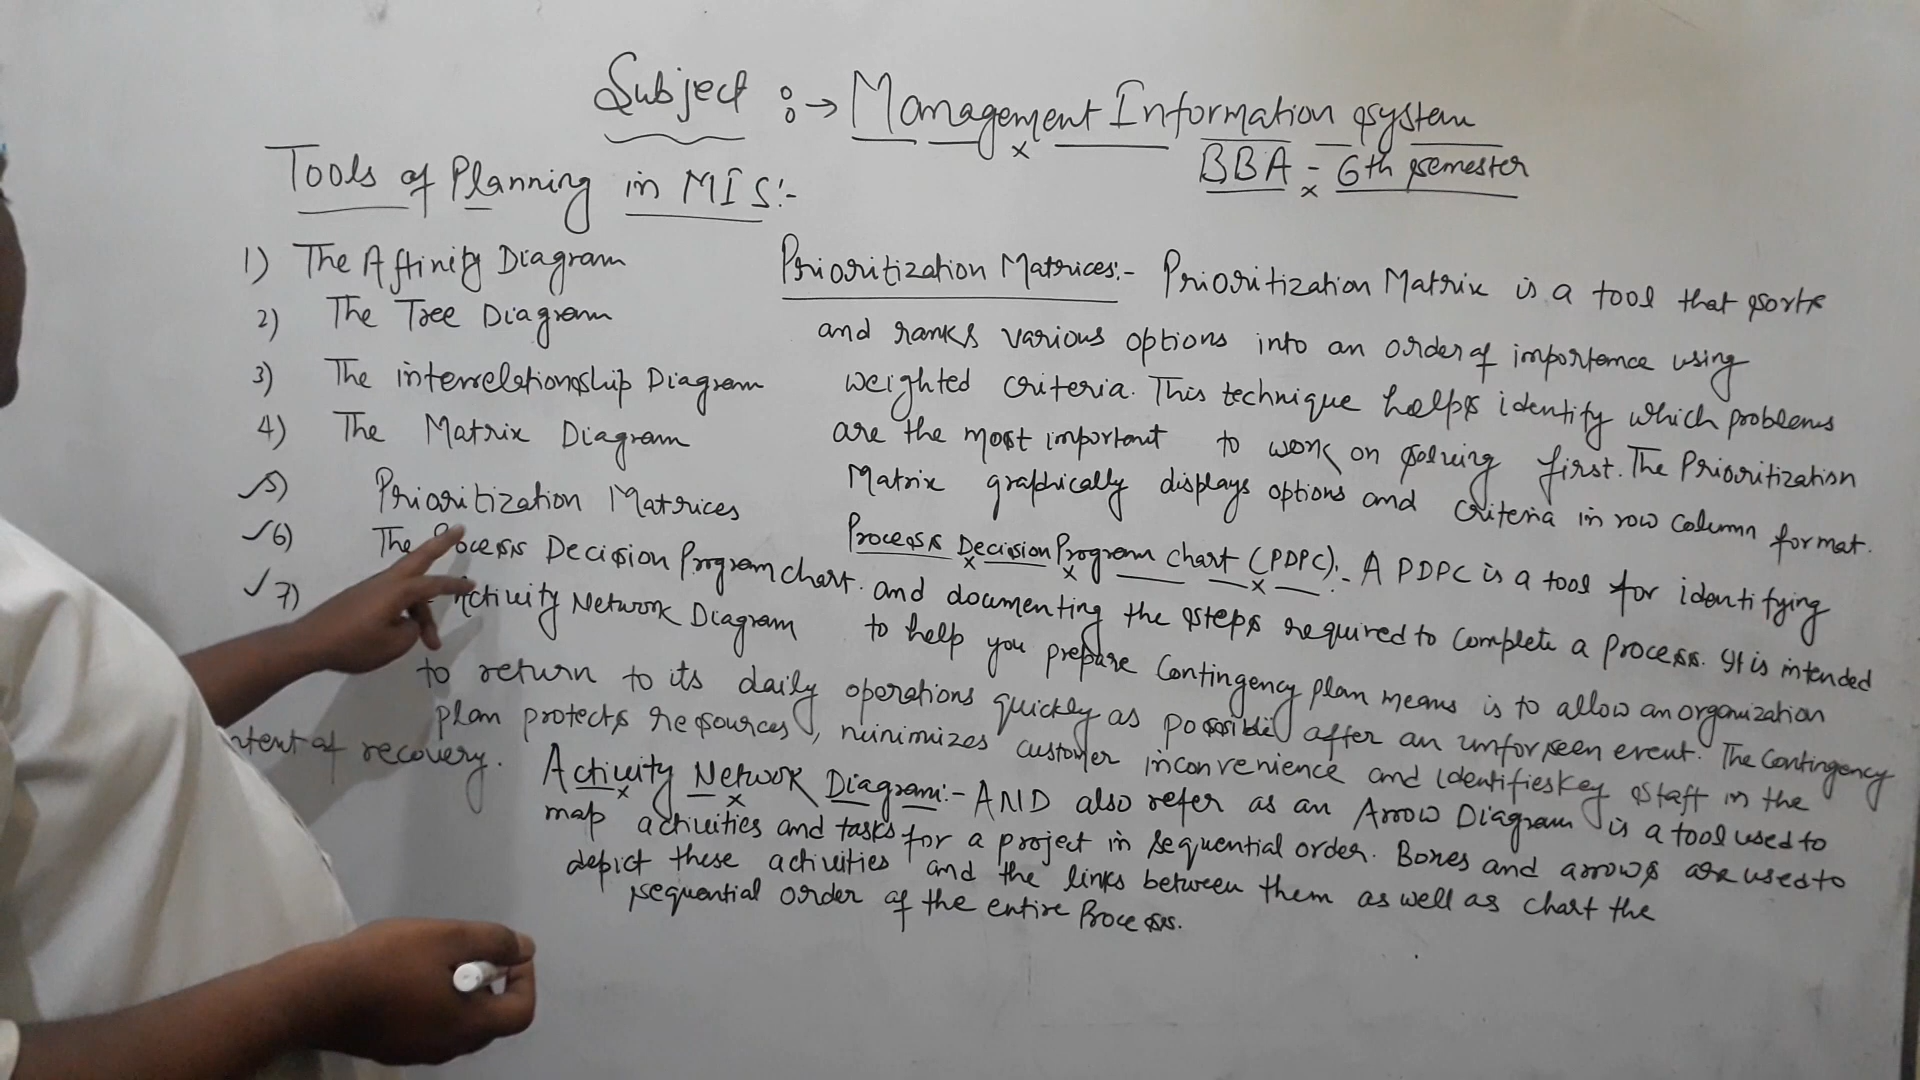 Subject :→ Management Information system
BBA - 6th semester
Tools of Planning in MIS:-
1) The Affinity Diagram
2) The Tree Diagram
3) The interrelationship Diagram
4) The Matrix Diagram
5) Prioritization Matrices
6) The Process Decision Program chart.
7) Activity Network Diagram
Prioritization Matrices:- Prioritization Matrix is a tool that sorts
and ranks various options into an order of importance using
weighted criteria. This technique helps identify which problems
are the most important to work on solving first. The Prioritization
Matrix graphically displays options and criteria in row column format.
Process Decision Program chart (PDPC):- A PDPC is a tool for identifying
and documenting the steps required to complete a process. It is intended
to help you prepare contingency plan means is to allow an organization
to return to its daily operations quickly as possible after an unforseen event. The contingency
plan protects resources, minimizes customer inconvenience and identifies key staff in the
of recovery.
Activity Network Diagram:- AND also refer as an Arrow Diagram is a tool used to
map activities and tasks for a project in sequential order. Boxes and arrows are used to
depict these activities and the links between them as well as chart the
sequential order of the entire Process.